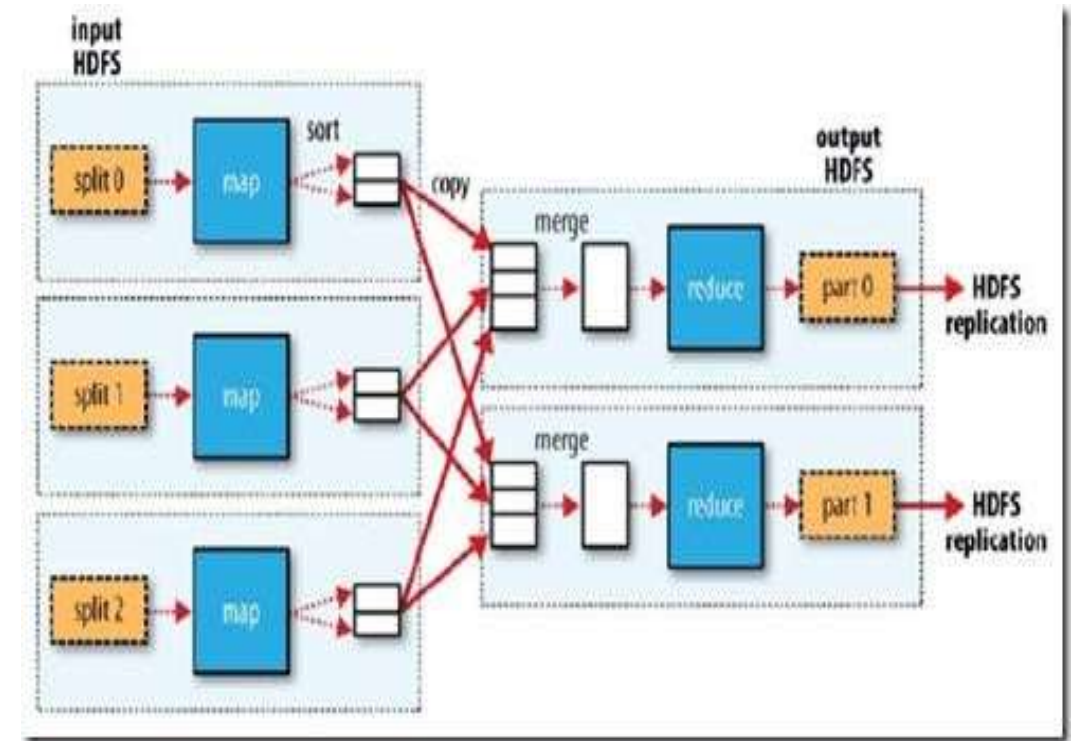 input
HDFS
sort
split 0
map
copy
output
HDFS
merge
reduce
part 0
HDFS
replication
split 1
map
merge
reduce
part 1
HDFS
replication
split 2
map